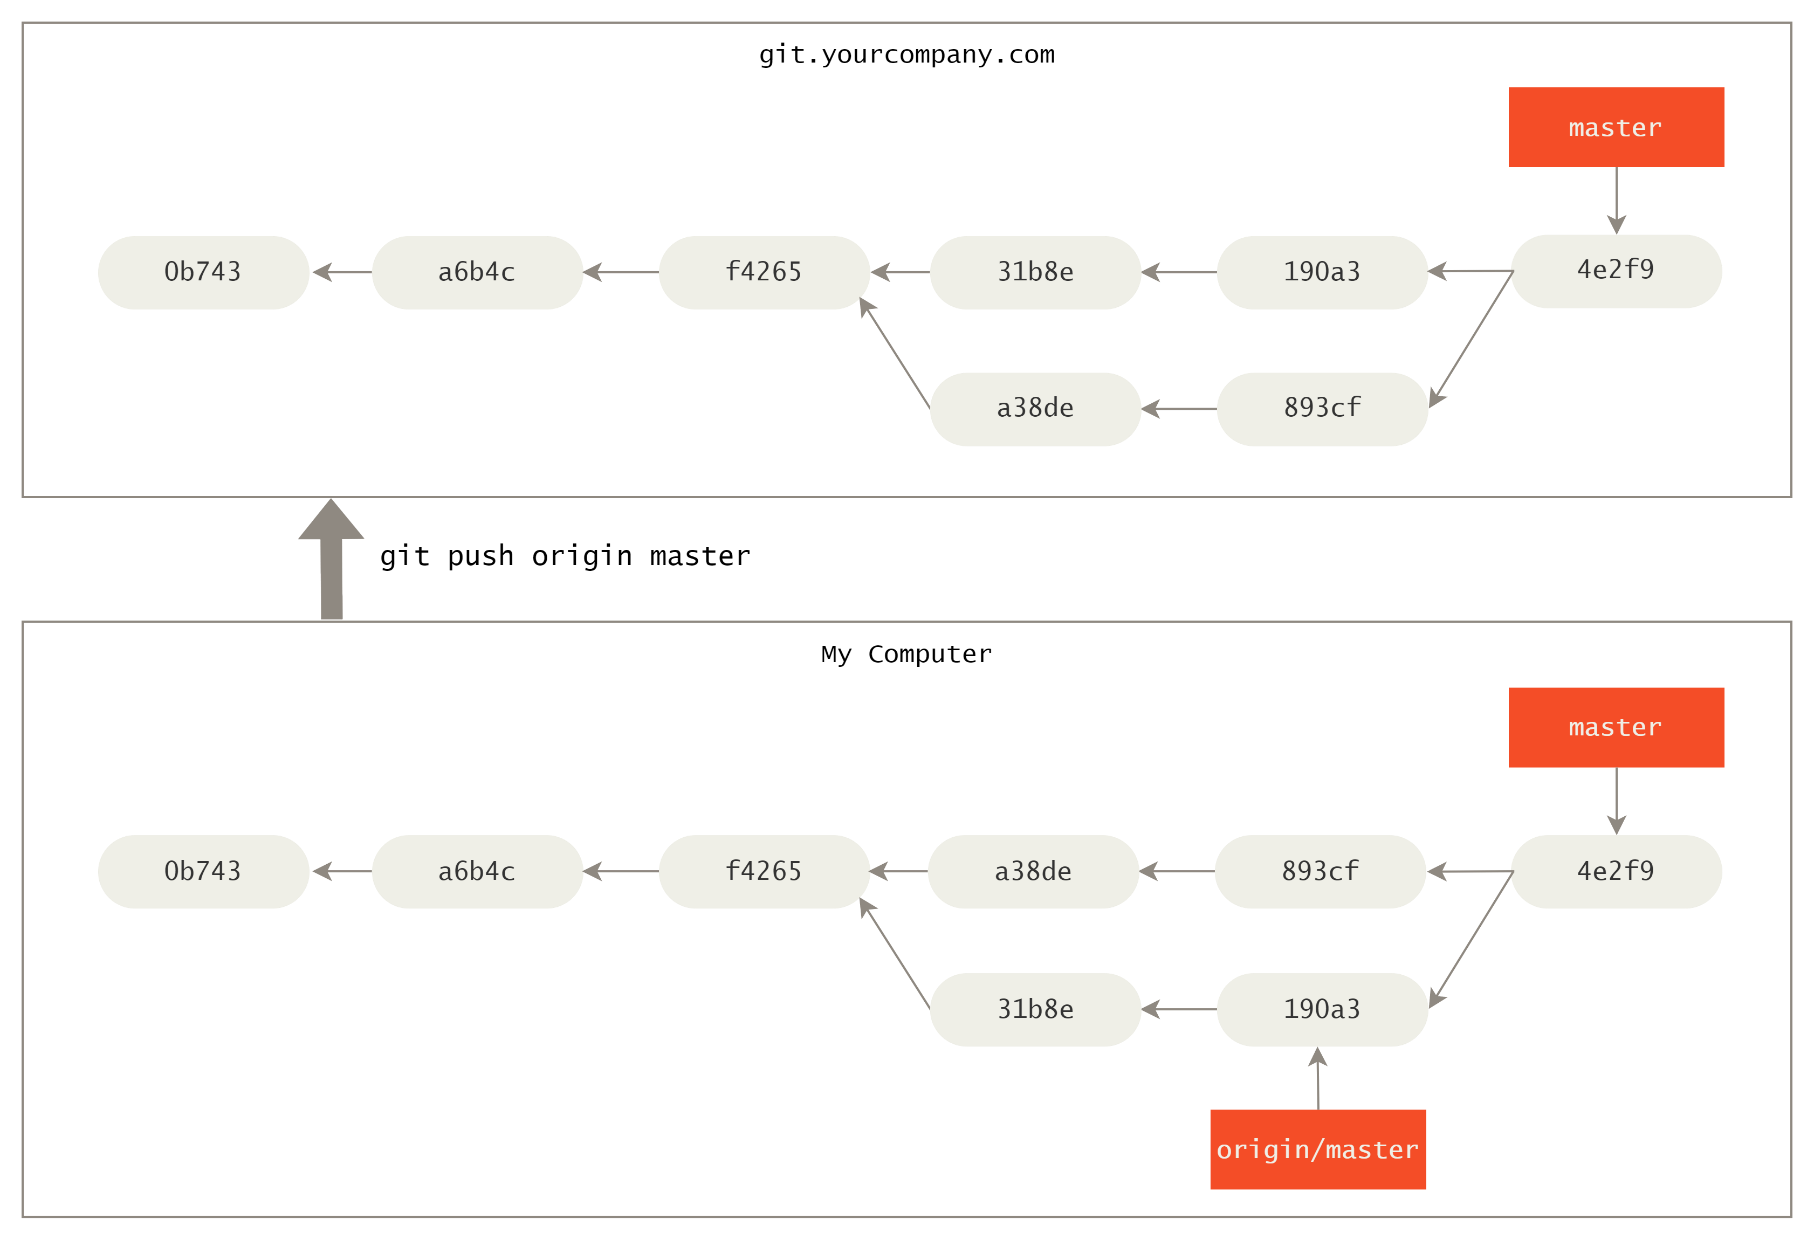 git.yourcompany.com
master
0b743
a6b4c
f4265
31b8e
190a3
4e2f9
a38de
893cf
git push origin master
My Computer
master
0b743
a6b4c
f4265
a38de
893cf
4e2f9
31b8e
190a3
origin/master